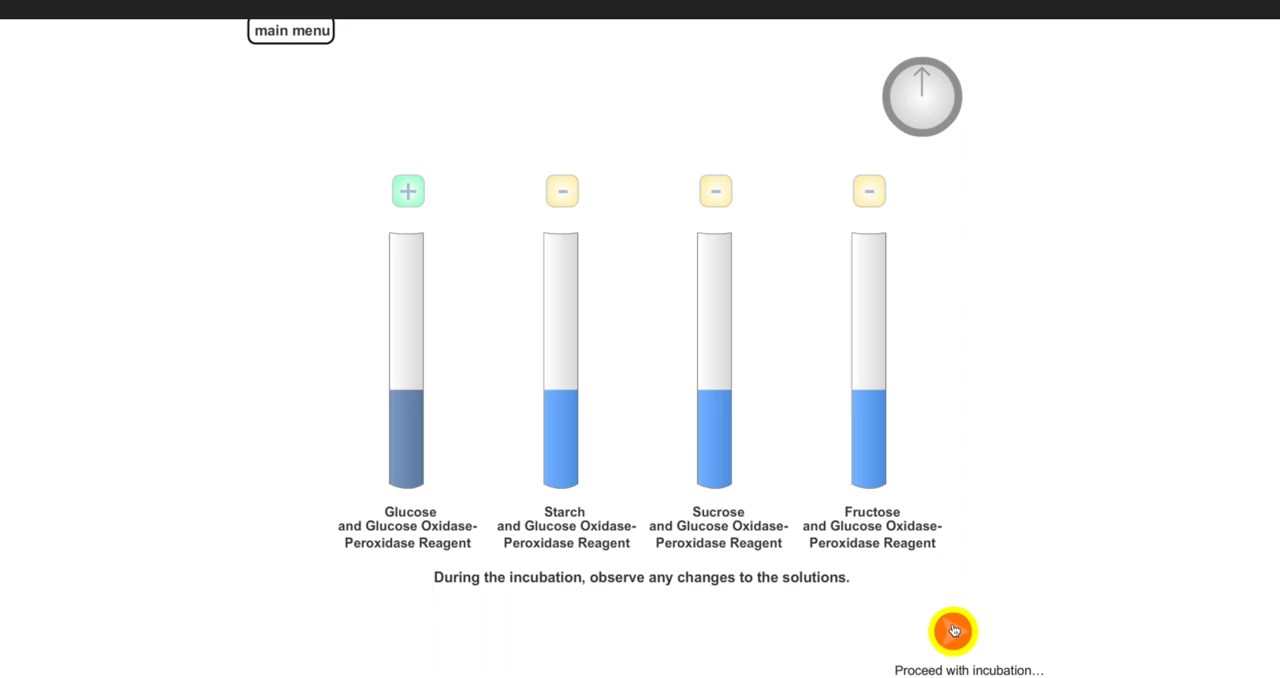 main menu
+ - - -
Glucose
and Glucose Oxidase-
Peroxidase Reagent
Starch
and Glucose Oxidase-
Peroxidase Reagent
Sucrose
and Glucose Oxidase-
Peroxidase Reagent
Fructose
and Glucose Oxidase-
Peroxidase Reagent
During the incubation, observe any changes to the solutions.
Proceed with incubation...